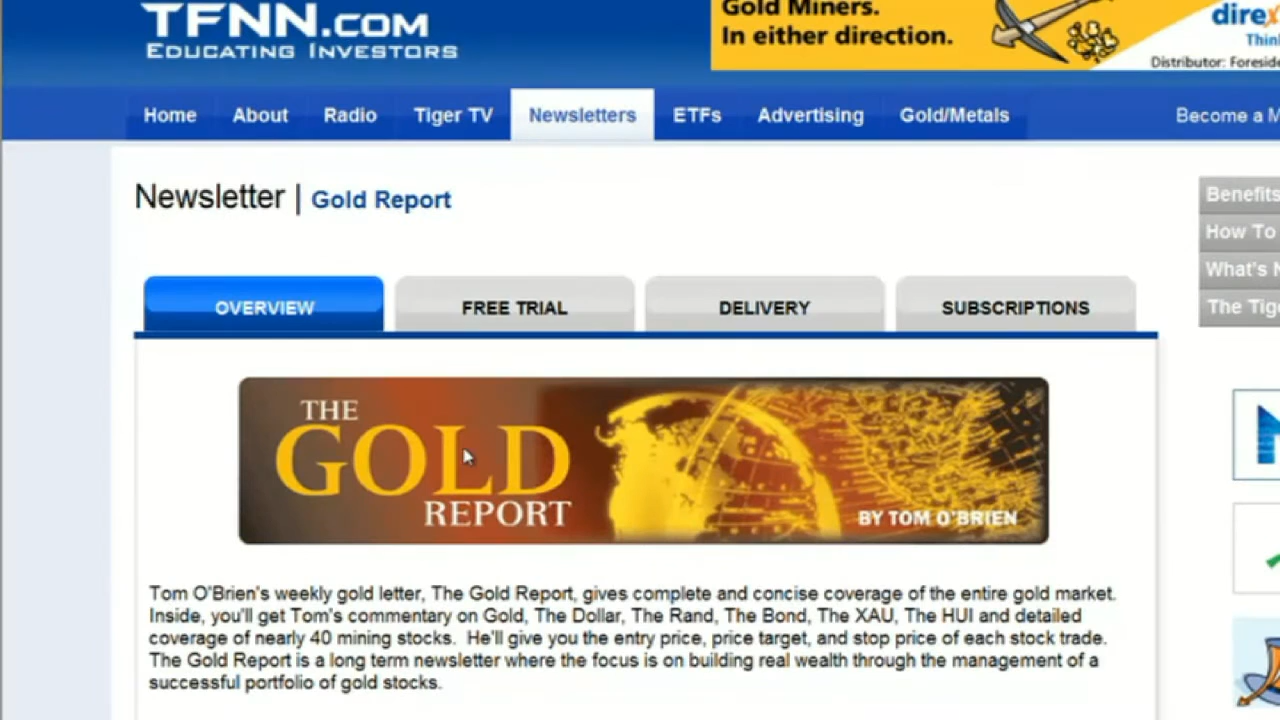 TFNN.COM
EDUCATING INVESTORS
Gold Miners.
In either direction.
Distributor:
Home About Radio Tiger TV Newsletters ETFs Advertising Gold/Metals Become a
Newsletter | Gold Report
Benefits
How To
What's
The
OVERVIEW FREE TRIAL DELIVERY SUBSCRIPTIONS
THE
GOLD
REPORT
BY TOM O'BRIEN
Tom O'Brien's weekly gold letter, The Gold Report, gives complete and concise coverage of the entire gold market.
Inside, you'll get Tom's commentary on Gold, The Dollar, The Rand, The Bond, The XAU, The HUI and detailed
coverage of nearly 40 mining stocks. He'll give you the entry price, price target, and stop price of each stock trade.
The Gold Report is a long term newsletter where the focus is on building real wealth through the management of a
successful portfolio of gold stocks.